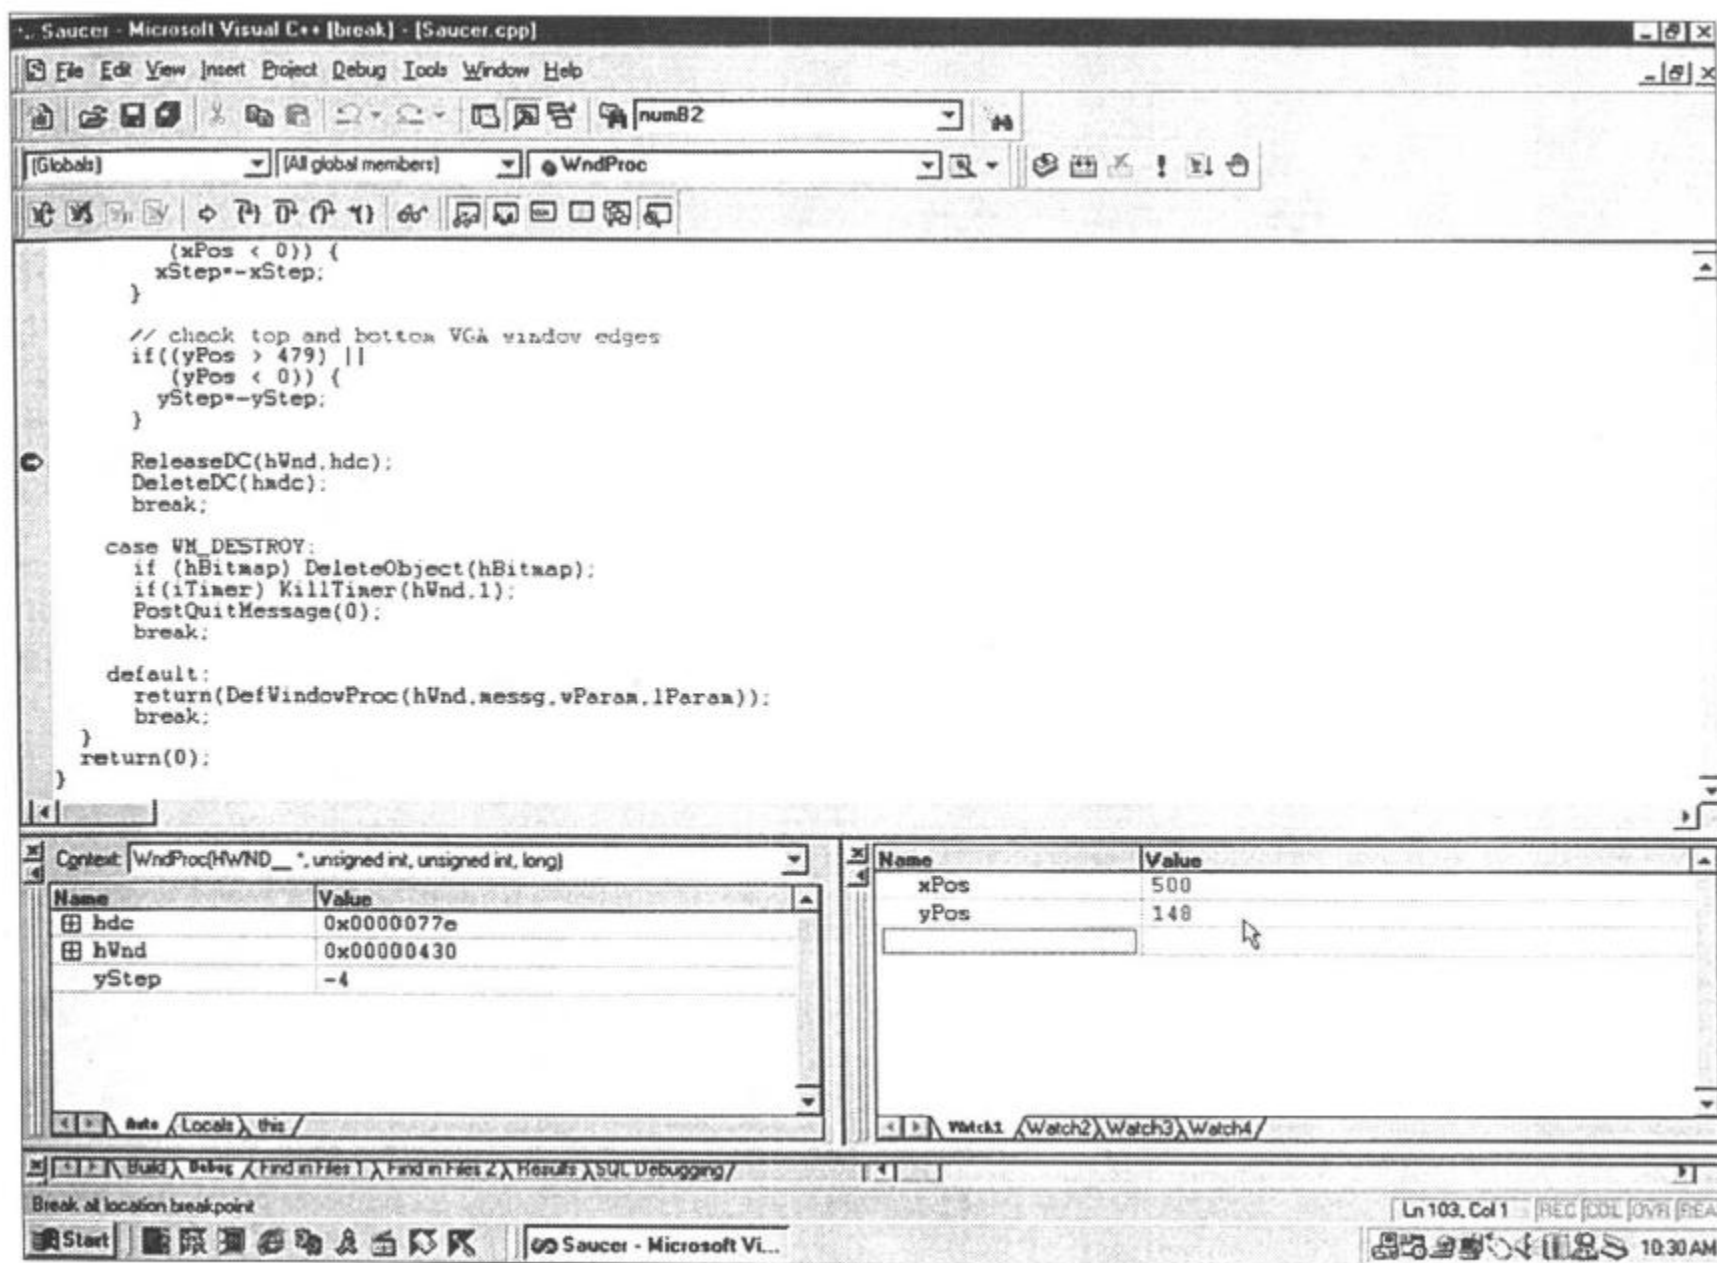 Saucer - Microsoft Visual C++ [break] - [Saucer.cpp]
File Edit View Insert Project Debug Tools Window Help
numB2
(Globals) (All global members) WndProc
(xPos < 0)) {
xStep=-xStep;
}
// check top and bottom VGA window edges
if((yPos > 479) ||
(yPos < 0)) {
yStep=-yStep;
}
ReleaseDC(hWnd,hdc);
DeleteDC(hmdc);
break;
case WM_DESTROY:
if (hBitmap) DeleteObject(hBitmap);
if(iTimer) KillTimer(hWnd,1);
PostQuitMessage(0);
break;
default:
return(DefWindowProc(hWnd,messg,wParam,lParam));
break;
}
return(0);
}
Context: WndProc(HWND__ *, unsigned int, unsigned int, long)
Name Value
hdc 0x0000077e
hWnd 0x00000430
yStep -4
Auto Locals this
Name Value
xPos 500
yPos 148
Watch1 Watch2 Watch3 Watch4
Build Debug Find in Files 1 Find in Files 2 Results SQL Debugging
Break at location breakpoint
Ln 103, Col 1 REC COL OVR REA
Start Saucer - Microsoft Vi... 10:30 AM